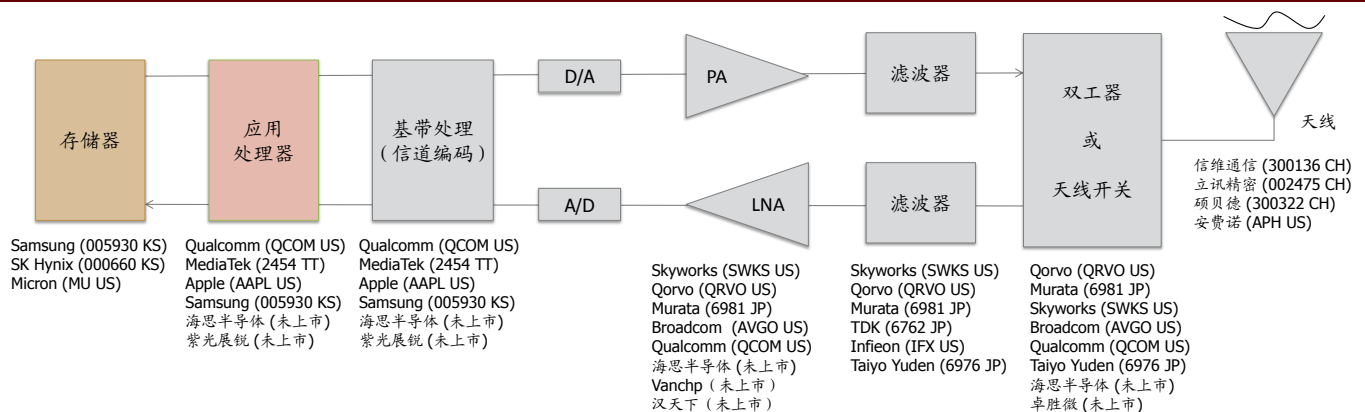 存储器
应用
处理器
基带处理
(信道编码)
D/A
A/D
PA
LNA
滤波器
滤波器
双工器
或
天线开关
天线
信维通信 (300136 CH)
立讯精密 (002475 CH)
硕贝德 (300322 CH)
安费诺 (APH US)
Samsung (005930 KS)
SK Hynix (000660 KS)
Micron (MU US)
Qualcomm (QCOM US)
MediaTek (2454 TT)
Apple (AAPL US)
Samsung (005930 KS)
海思半导体 (未上市)
紫光展锐 (未上市)
Qualcomm (QCOM US)
MediaTek (2454 TT)
Apple (AAPL US)
Samsung (005930 KS)
海思半导体 (未上市)
紫光展锐 (未上市)
Skyworks (SWKS US)
Qorvo (QRVO US)
Murata (6981 JP)
Broadcom (AVGO US)
Qualcomm (QCOM US)
海思半导体 (未上市)
Vanchp（未上市）
汉天下（未上市）
Skyworks (SWKS US)
Qorvo (QRVO US)
Murata (6981 JP)
TDK (6762 JP)
Infieon (IFX US)
Taiyo Yuden (6976 JP)
Qorvo (QRVO US)
Murata (6981 JP)
Skyworks (SWKS US)
Broadcom (AVGO US)
Qualcomm (QCOM US)
Taiyo Yuden (6976 JP)
海思半导体 (未上市)
卓胜微 (未上市)